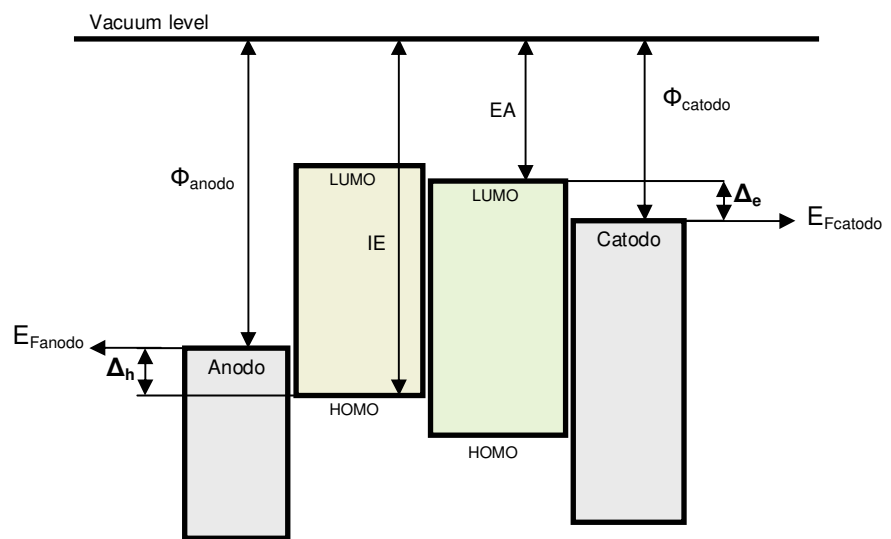 Vacuum level
Φcatodo
EA
Φanodo
LUMO
LUMO
Δe
EFcatodo
Catodo
IE
EFanodo
Anodo
Δh
HOMO
HOMO